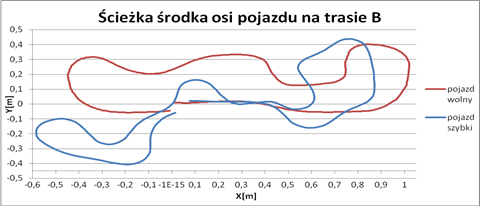 Ścieżka środka osi pojazdu na trasie B
0,5
0,4
0,3
0,2
0,1
0
-0,1
-0,2
-0,3
-0,4
-0,5
Y[m]
-0,6 -0,5 -0,4 -0,3 -0,2 -0,1 -1E-15 0,1 0,2 0,3 0,4 0,5 0,6 0,7 0,8 0,9 1
X[m]
pojazd
wolny
pojazd
szybki